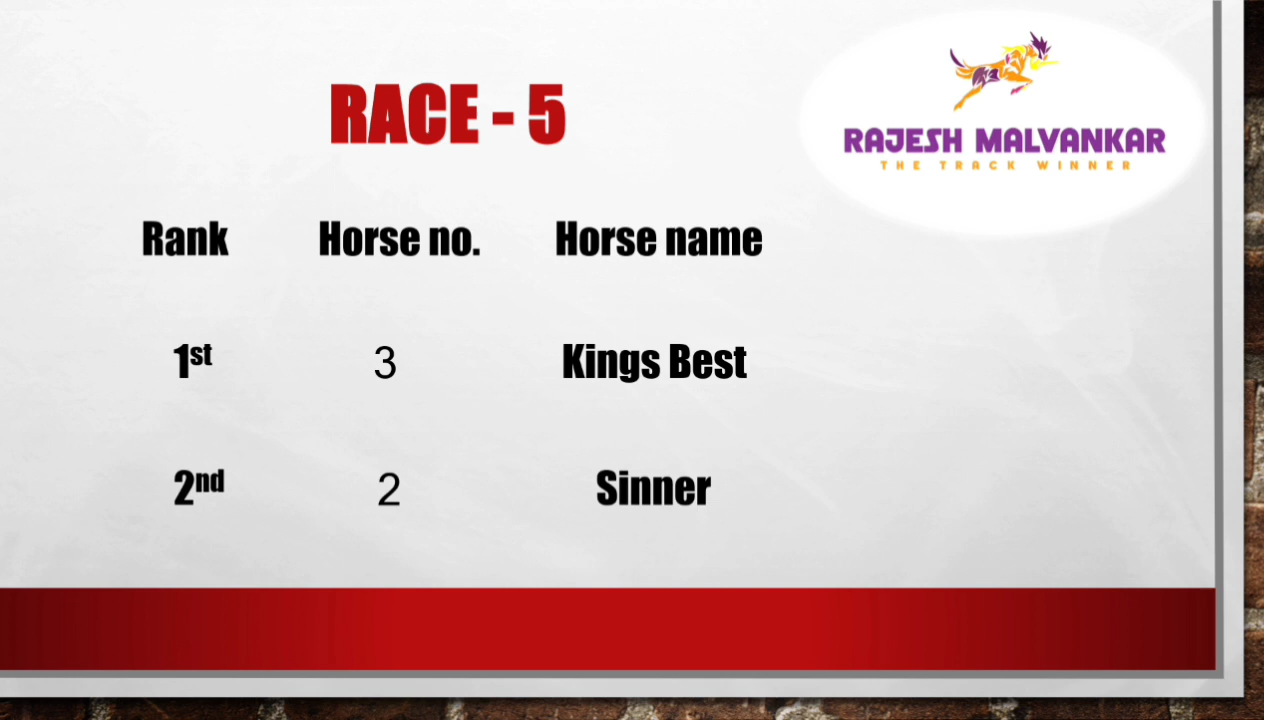 RACE - 5
RAJESH MALVANKAR
THE TRACK WINNER
Rank Horse no. Horse name
1st 3 Kings Best
2nd 2 Sinner